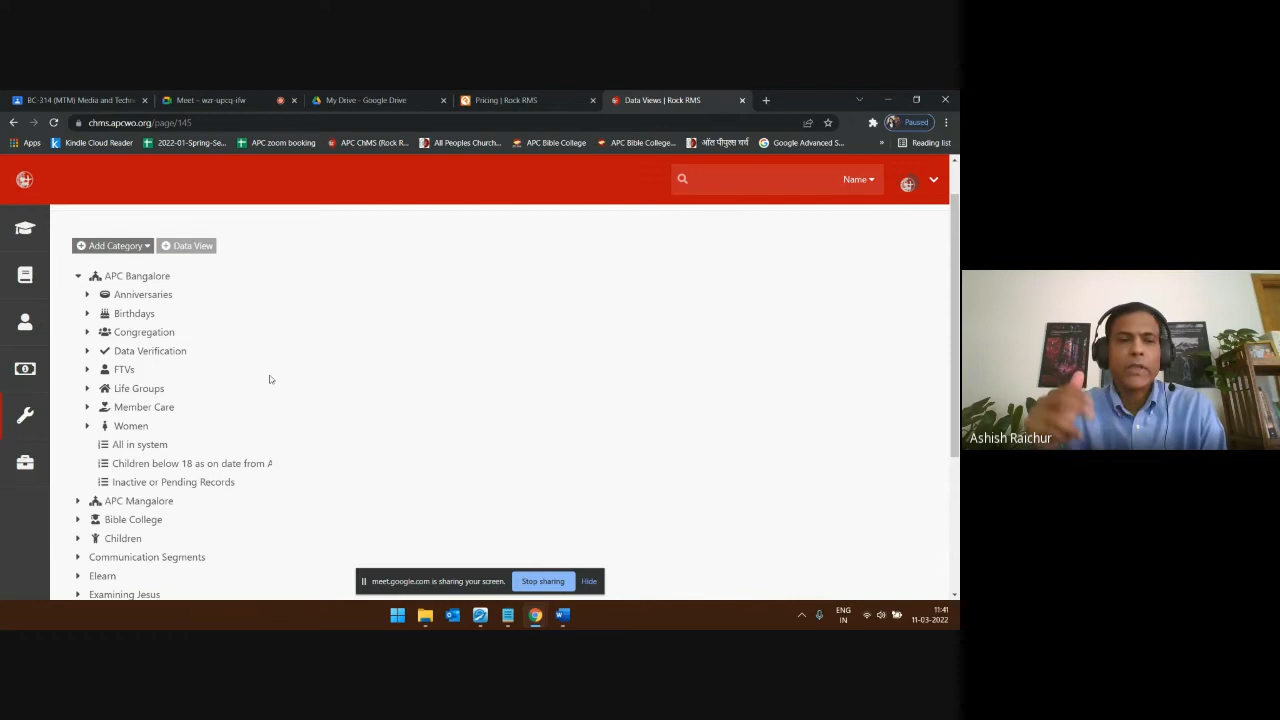 BC-314 (MTM) Media and Techn
Meet – wzr-upcq-ifw
My Drive - Google Drive
Pricing | Rock RMS
Data Views | Rock RMS
chms.apcwo.org/page/145
Paused
Apps
Kindle Cloud Reader
2022-01-Spring-Se...
APC zoom booking
APC ChMS (Rock R...
All Peoples Church...
APC Bible College
APC Bible College...
ऑल पीपुल्स चर्च
Google Advanced S...
»
Reading list
Name
Add Category
Data View
APC Bangalore
Anniversaries
Birthdays
Congregation
Data Verification
FTVs
Life Groups
Member Care
Women
All in system
Children below 18 as on date from A
Inactive or Pending Records
APC Mangalore
Bible College
Children
Communication Segments
Elearn
Examining Jesus
meet.google.com is sharing your screen.
Stop sharing
Hide
ENG
IN
11:41
11-03-2022
Ashish Raichur